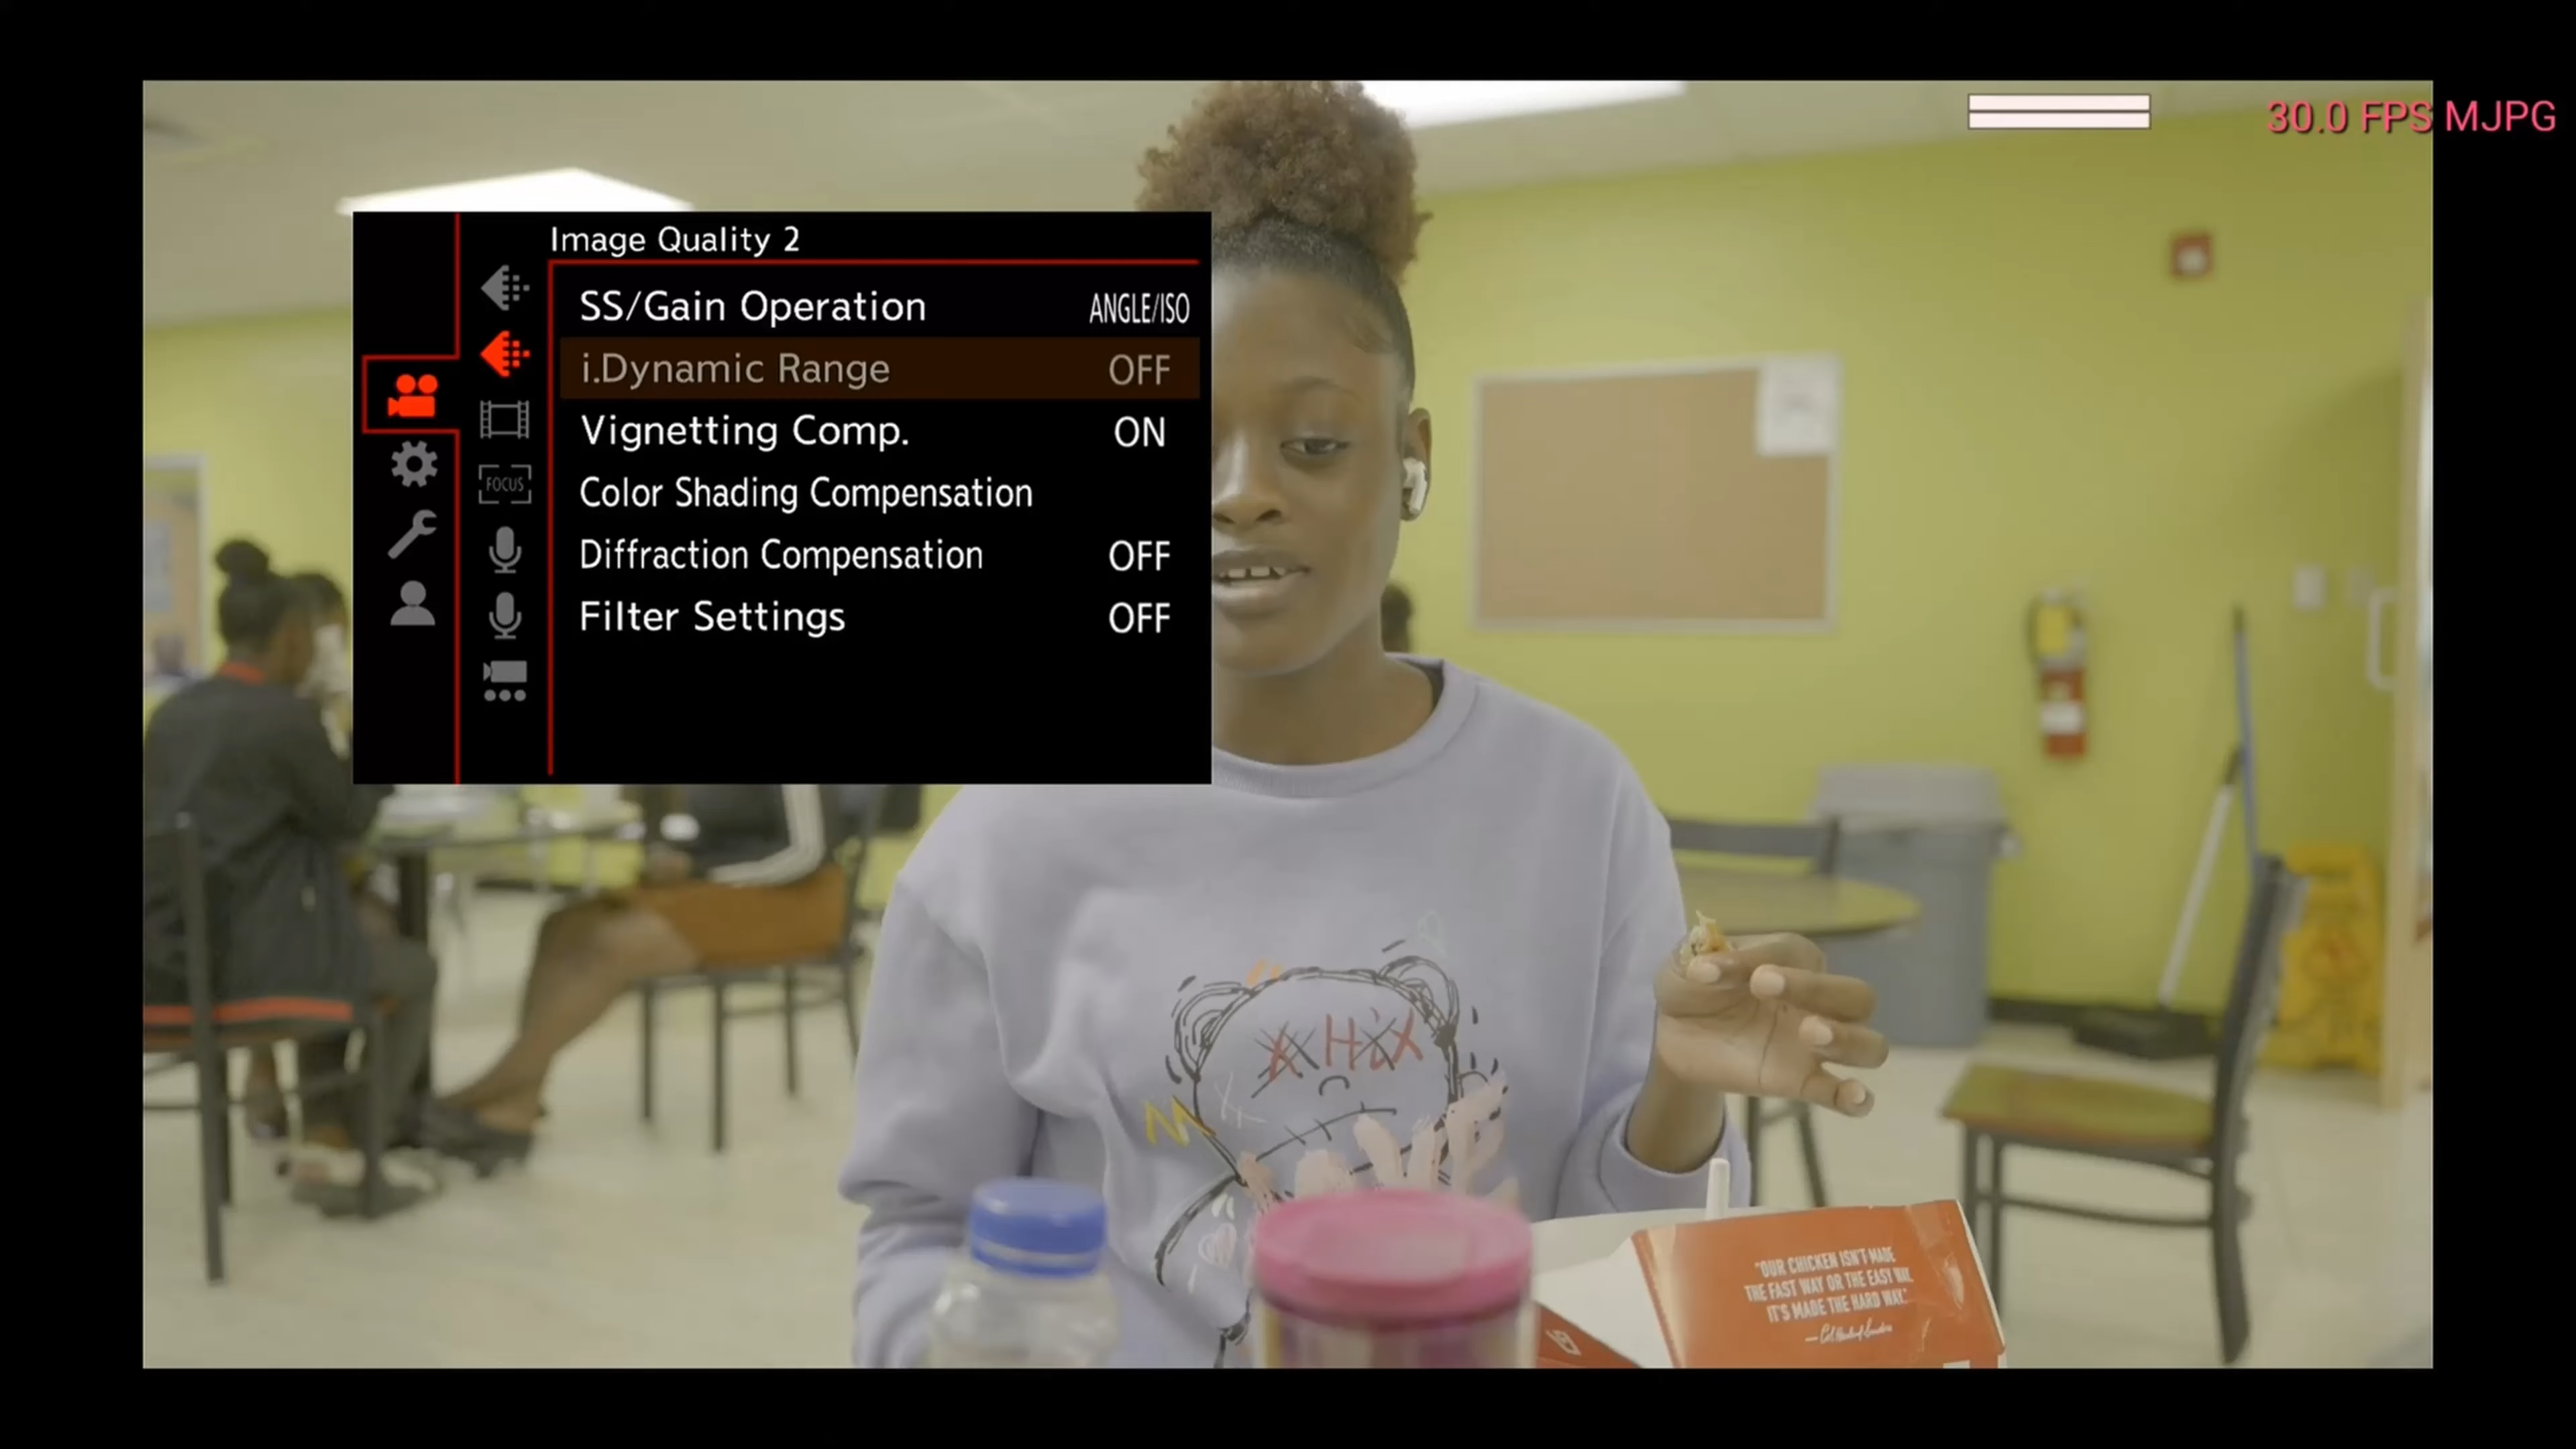 30.0 FPS MJPG
Image Quality 2
SS/Gain Operation ANGLE/ISO
i.Dynamic Range OFF
Vignetting Comp. ON
Color Shading Compensation
Diffraction Compensation OFF
Filter Settings OFF
FOCUS
XHIX
"OUR CHICKEN ISN'T MADE
THE FAST WAY OR THE EASY WAY.
IT'S MADE THE HARD WAY."